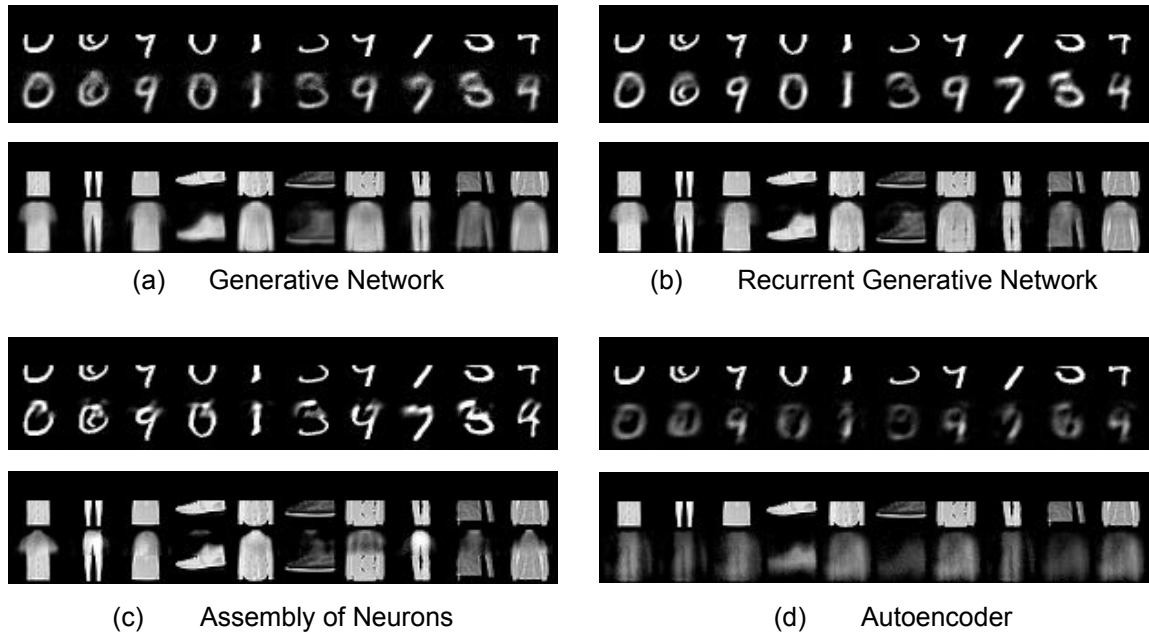 (a) Generative Network
(b) Recurrent Generative Network
(c) Assembly of Neurons
(d) Autoencoder